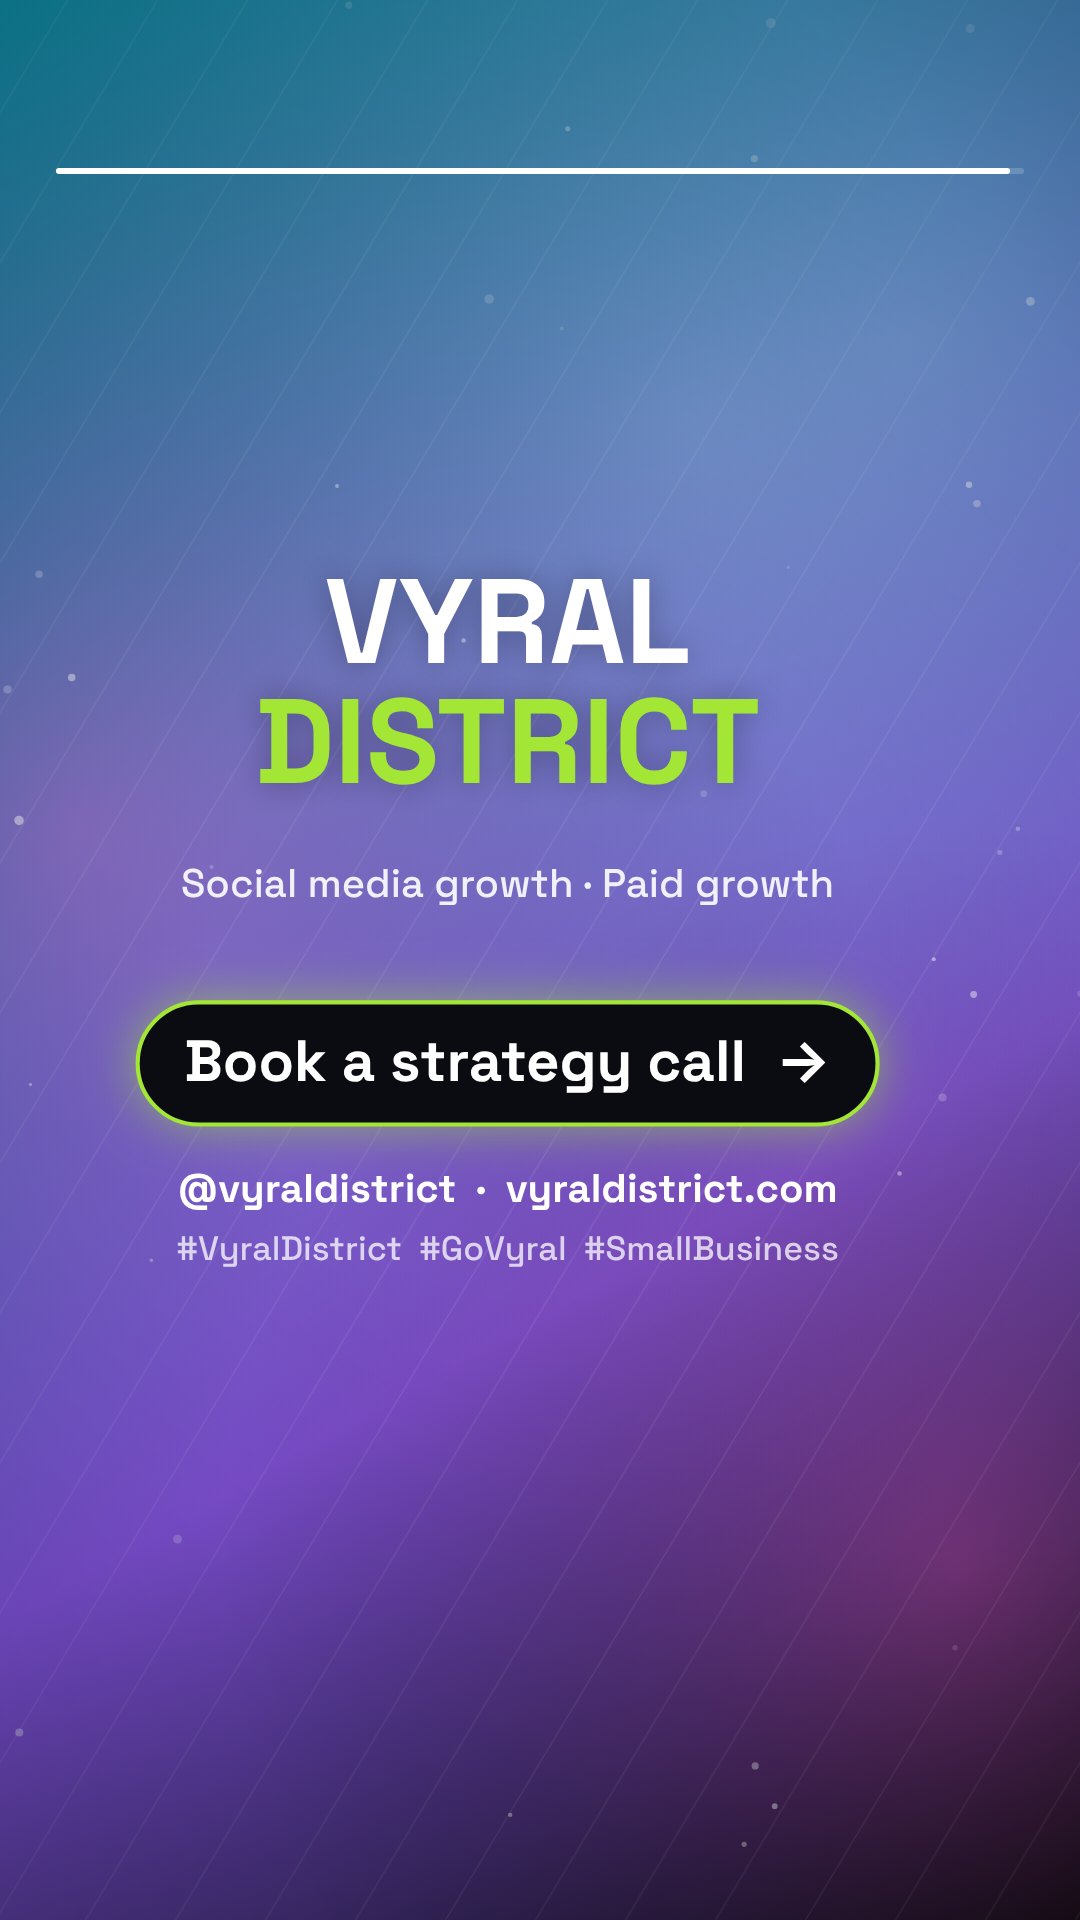 VYRAL
DISTRICT
Social media growth · Paid growth
Book a strategy call →
@vyraldistrict · vyraldistrict.com
#VyralDistrict #GoVyral #SmallBusiness